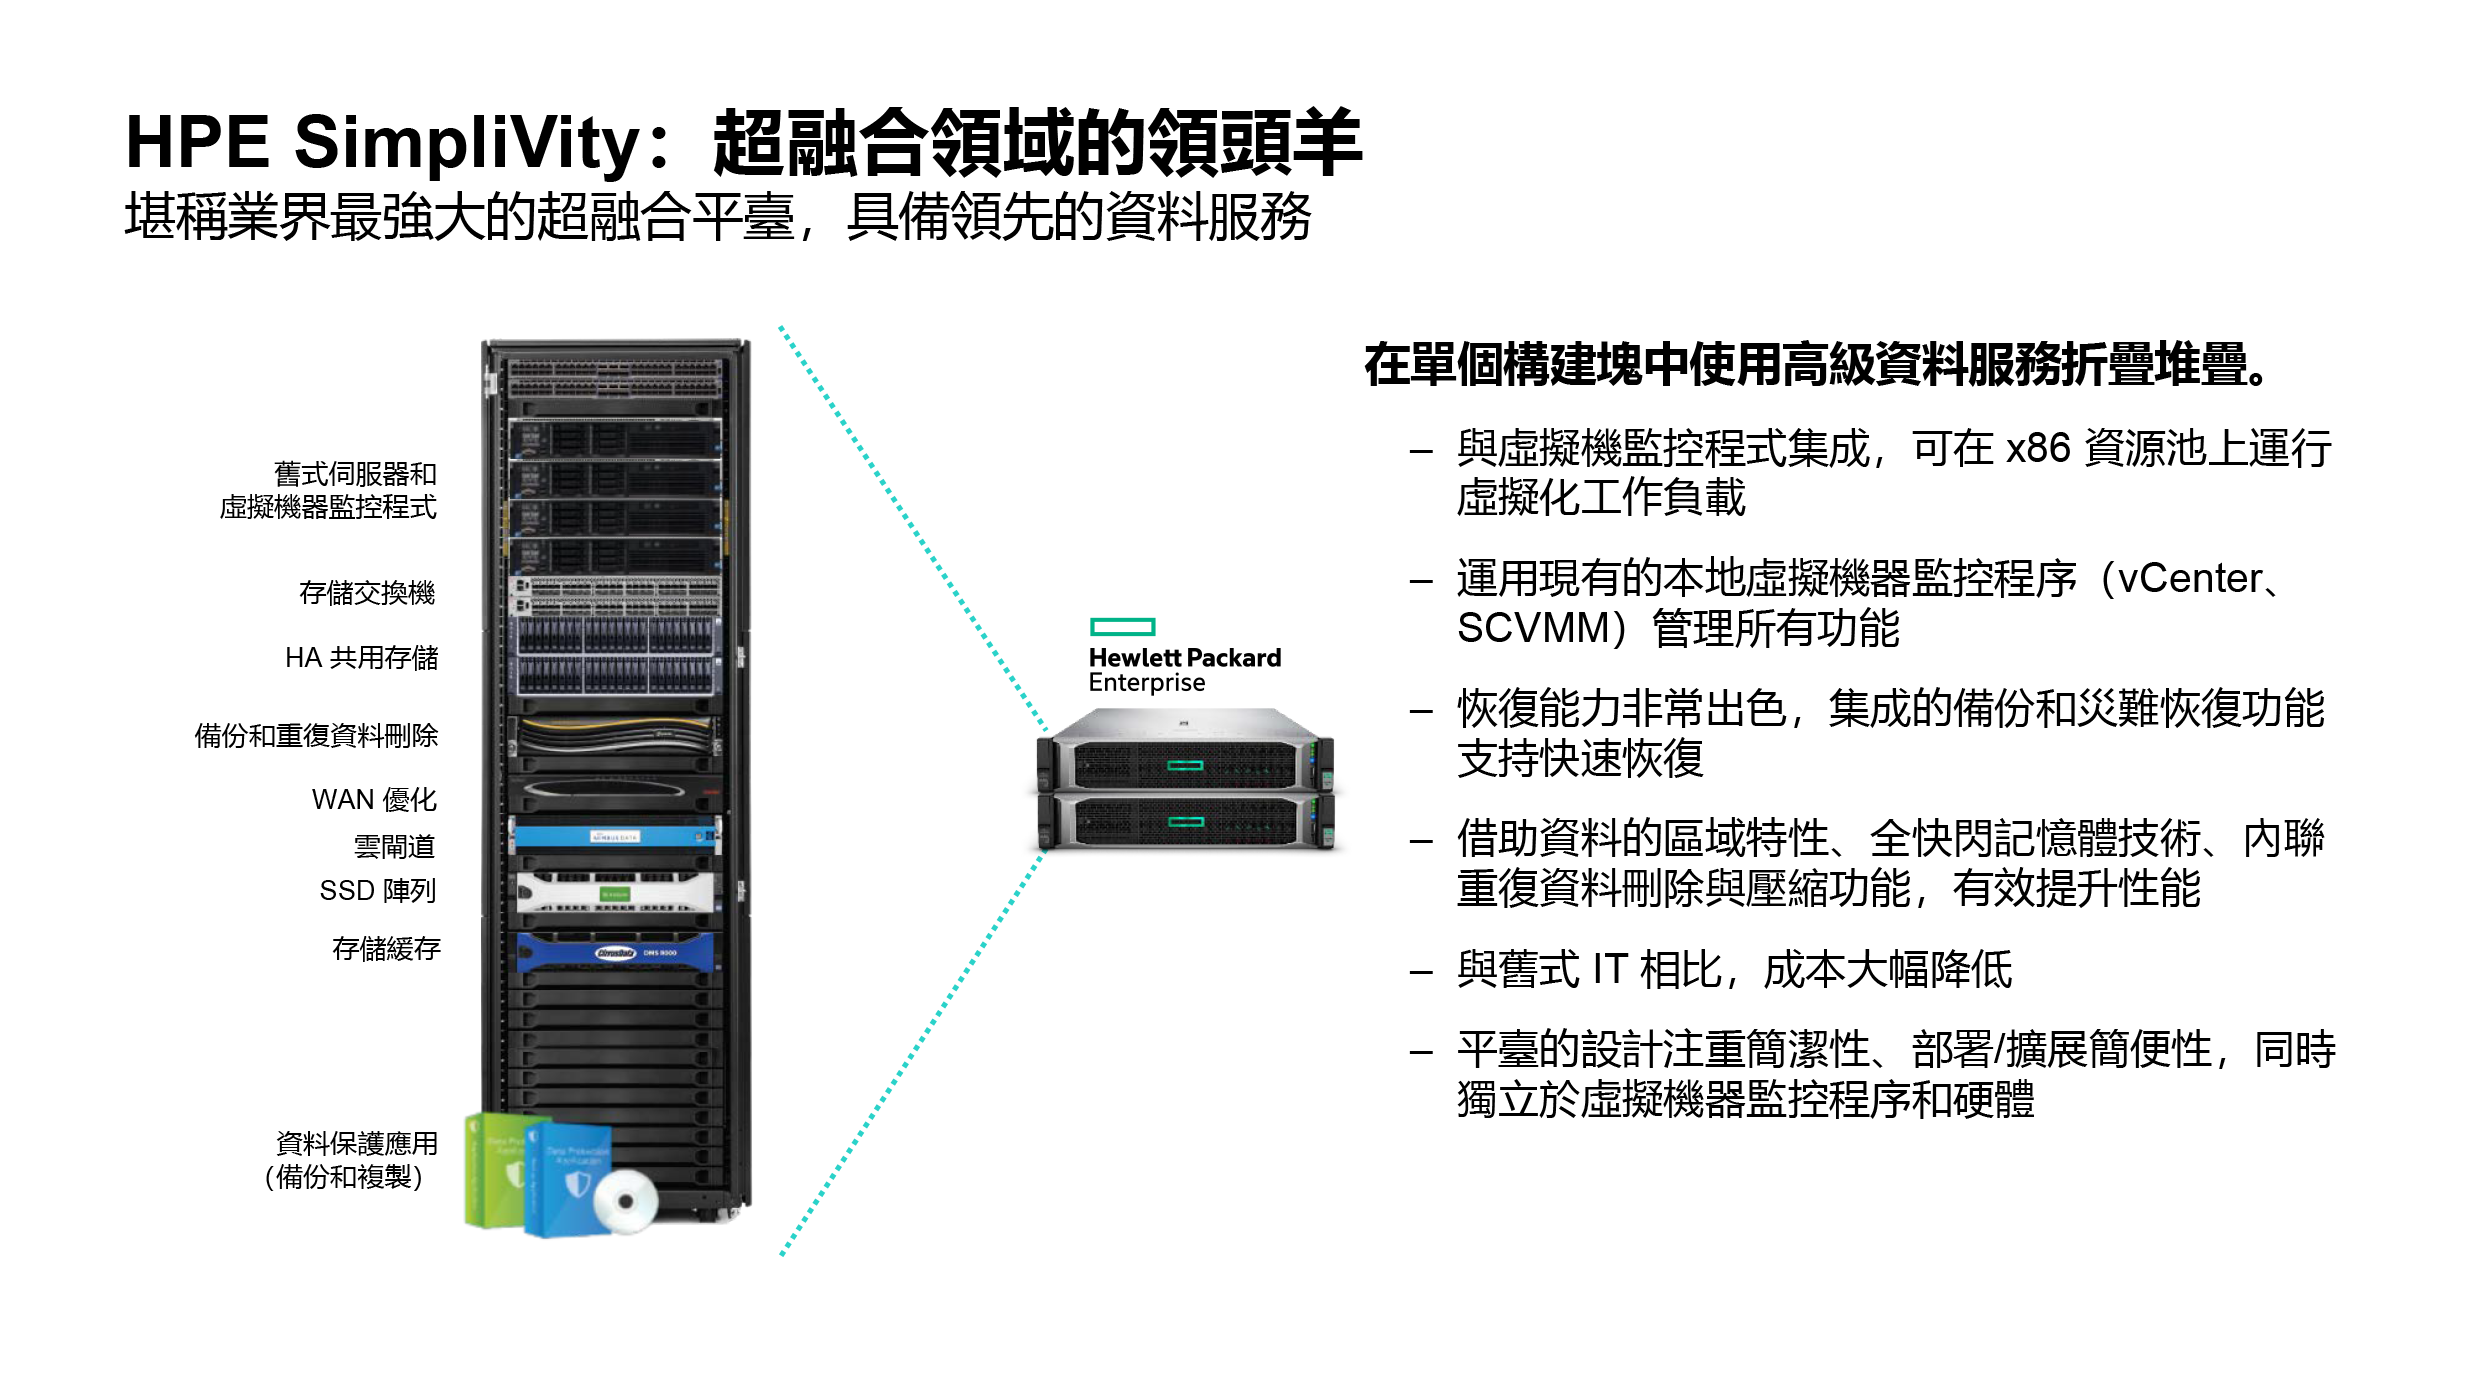 HPE SimpliVity：超融合領域的領頭羊
堪稱業界最強大的超融合平臺，具備領先的資料服務
舊式伺服器和
虛擬機器監控程式
存儲交換機
HA 共用存儲
備份和重復資料刪除
WAN 優化
雲閘道
SSD 陣列
存儲緩存
資料保護應用
（備份和複製）
CirrusData DMS 9000
Hewlett Packard
Enterprise
在單個構建塊中使用高級資料服務折疊堆疊。
– 與虛擬機監控程式集成，可在 x86 資源池上運行
虛擬化工作負載
– 運用現有的本地虛擬機器監控程序（vCenter、
SCVMM）管理所有功能
– 恢復能力非常出色，集成的備份和災難恢復功能
支持快速恢復
– 借助資料的區域特性、全快閃記憶體技術、內聯
重復資料刪除與壓縮功能，有效提升性能
– 與舊式 IT 相比，成本大幅降低
– 平臺的設計注重簡潔性、部署/擴展簡便性，同時
獨立於虛擬機器監控程序和硬體